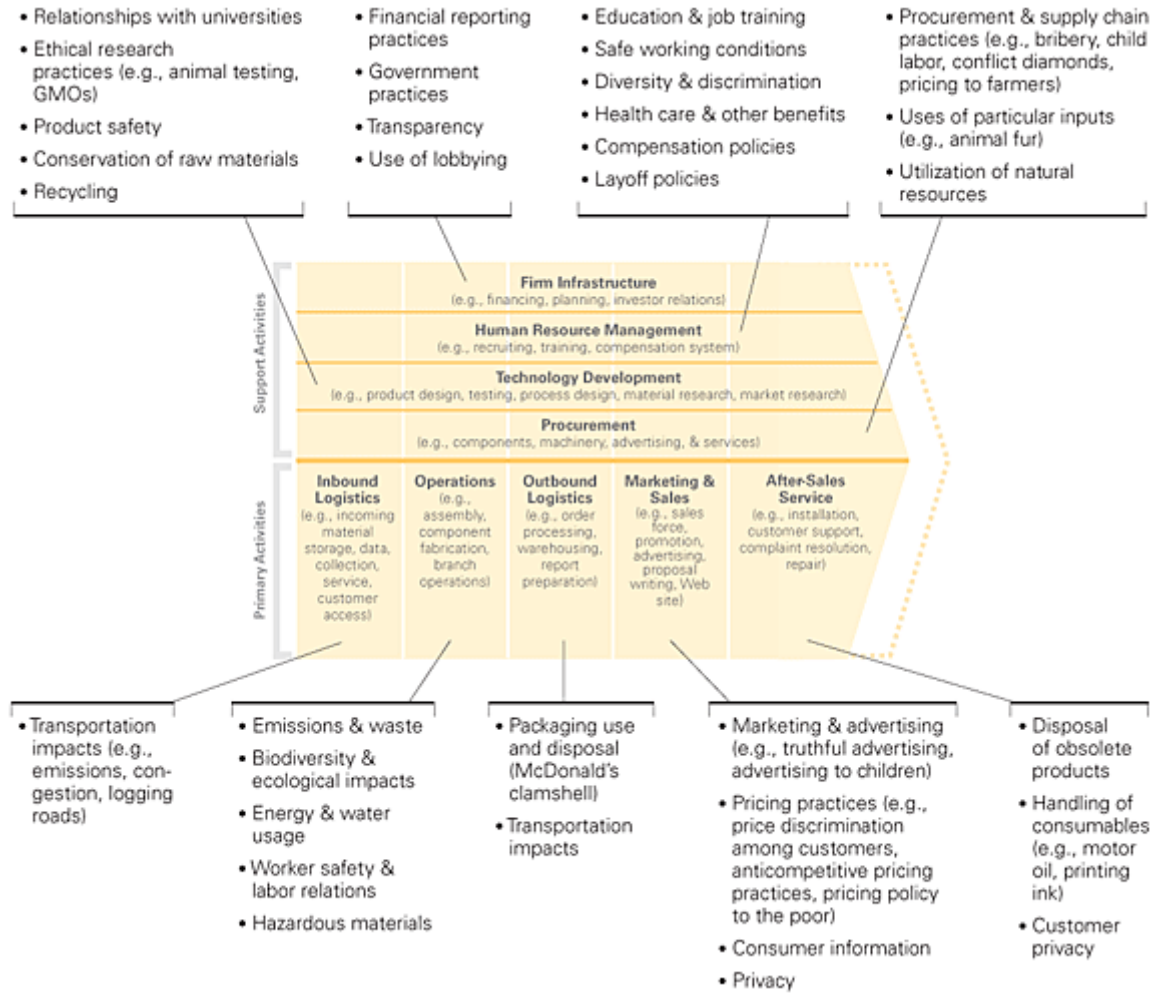 • Relationships with universities
• Ethical research
practices (e.g., animal testing,
GMOs)
• Product safety
• Conservation of raw materials
• Recycling
• Financial reporting
practices
• Government
practices
• Transparency
• Use of lobbying
• Education & job training
• Safe working conditions
• Diversity & discrimination
• Health care & other benefits
• Compensation policies
• Layoff policies
• Procurement & supply chain
practices (e.g., bribery, child
labor, conflict diamonds,
pricing to farmers)
• Uses of particular inputs
(e.g., animal fur)
• Utilization of natural
resources
Support Activities
Firm Infrastructure
(e.g., financing, planning, investor relations)
Human Resource Management
(e.g., recruiting, training, compensation system)
Technology Development
(e.g., product design, testing, process design, material research, market research)
Procurement
(e.g., components, machinery, advertising, & services)
Primary Activities
Inbound
Logistics
(e.g., incoming
material
storage, data,
collection,
service,
customer
access)
Operations
(e.g.,
assembly,
component
fabrication,
branch
operations)
Outbound
Logistics
(e.g., order
processing,
warehousing,
report
preparation)
Marketing &
Sales
(e.g., sales
force,
promotion,
advertising,
proposal
writing, Web
site)
After-Sales
Service
(e.g., installation,
customer support,
complaint resolution,
repair)
• Transportation
impacts (e.g.,
emissions, con-
gestion, logging
roads)
• Emissions & waste
• Biodiversity &
ecological impacts
• Energy & water
usage
• Worker safety &
labor relations
• Hazardous materials
• Packaging use
and disposal
(McDonald's
clamshell)
• Transportation
impacts
• Marketing & advertising
(e.g., truthful advertising,
advertising to children)
• Pricing practices (e.g.,
price discrimination
among customers,
anticompetitive pricing
practices, pricing policy
to the poor)
• Consumer information
• Privacy
• Disposal
of obsolete
products
• Handling of
consumables
(e.g., motor
oil, printing
ink)
• Customer
privacy